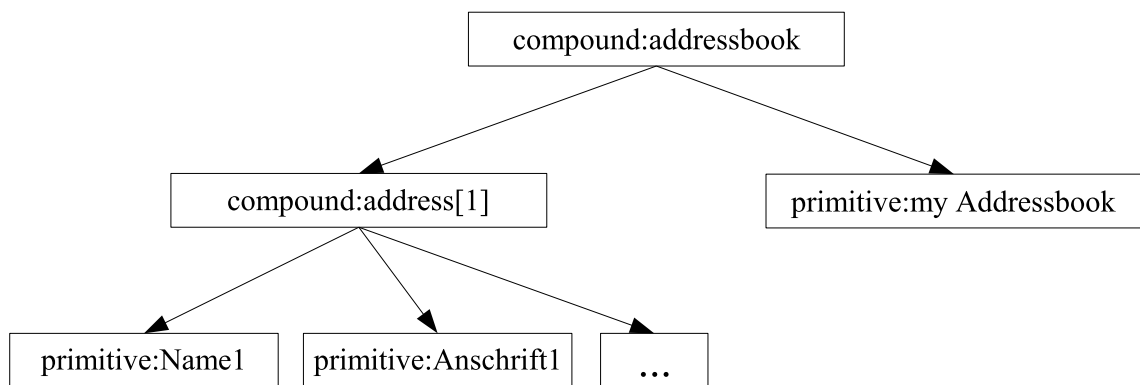 compound:addressbook
compound:address[1]
primitive:my Addressbook
primitive:Name1
primitive:Anschrift1
...